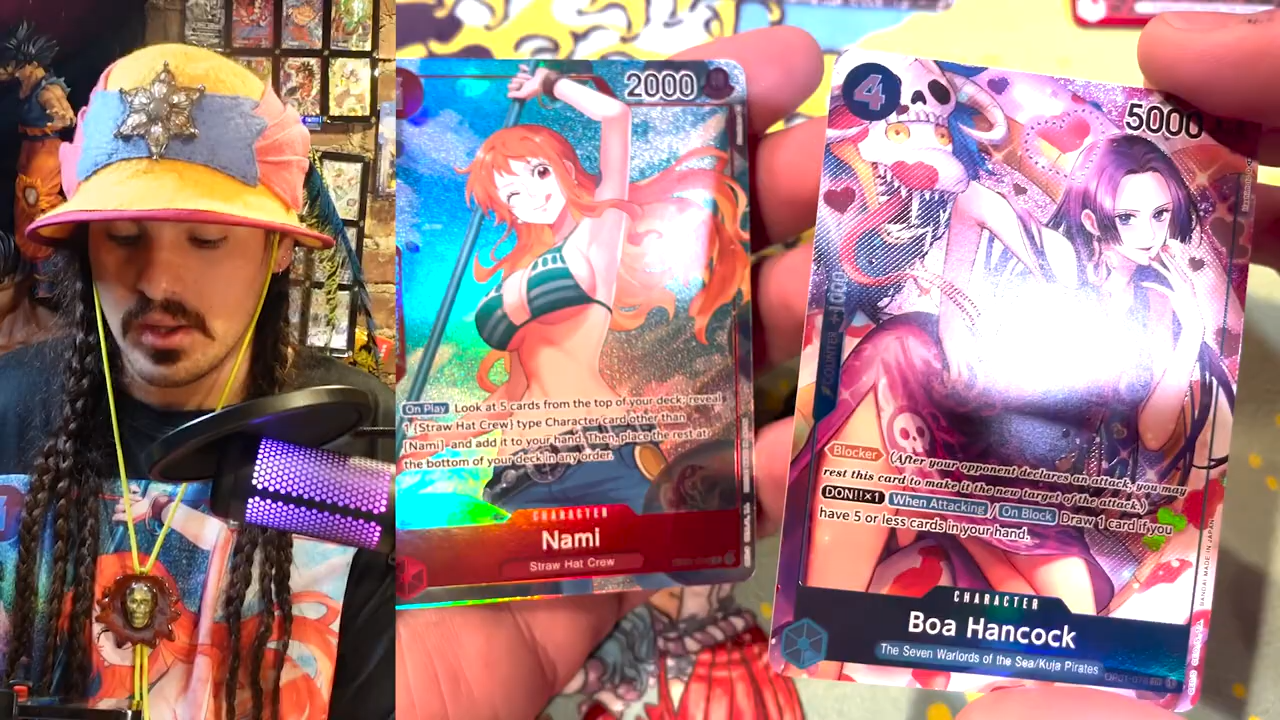 2000
On Play Look at 5 cards from the top of your deck; reveal
1 {Straw Hat Crew} type Character card other than
[Nami] and add it to your hand. Then, place the rest at
the bottom of your deck in any order.
CHARACTER
Nami
Straw Hat Crew
4
5000
COUNTER +1000
Blocker (After your opponent declares an attack, you may
rest this card to make it the new target of the attack.)
DON!!×1 When Attacking / On Block Draw 1 card if you
have 5 or less cards in your hand.
CHARACTER
Boa Hancock
The Seven Warlords of the Sea/Kuja Pirates
OP01-078
BANDAI MADE IN JAPAN